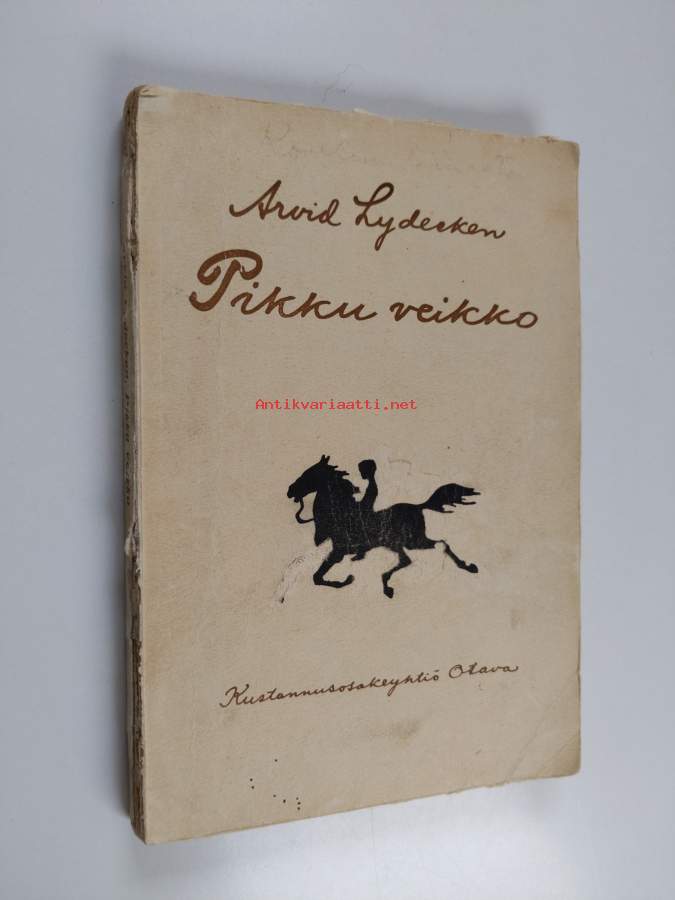 Arvid Lydecken
Pikku veikko
Antikvariaatti.net
Kustannusosakeyhtiö Otava